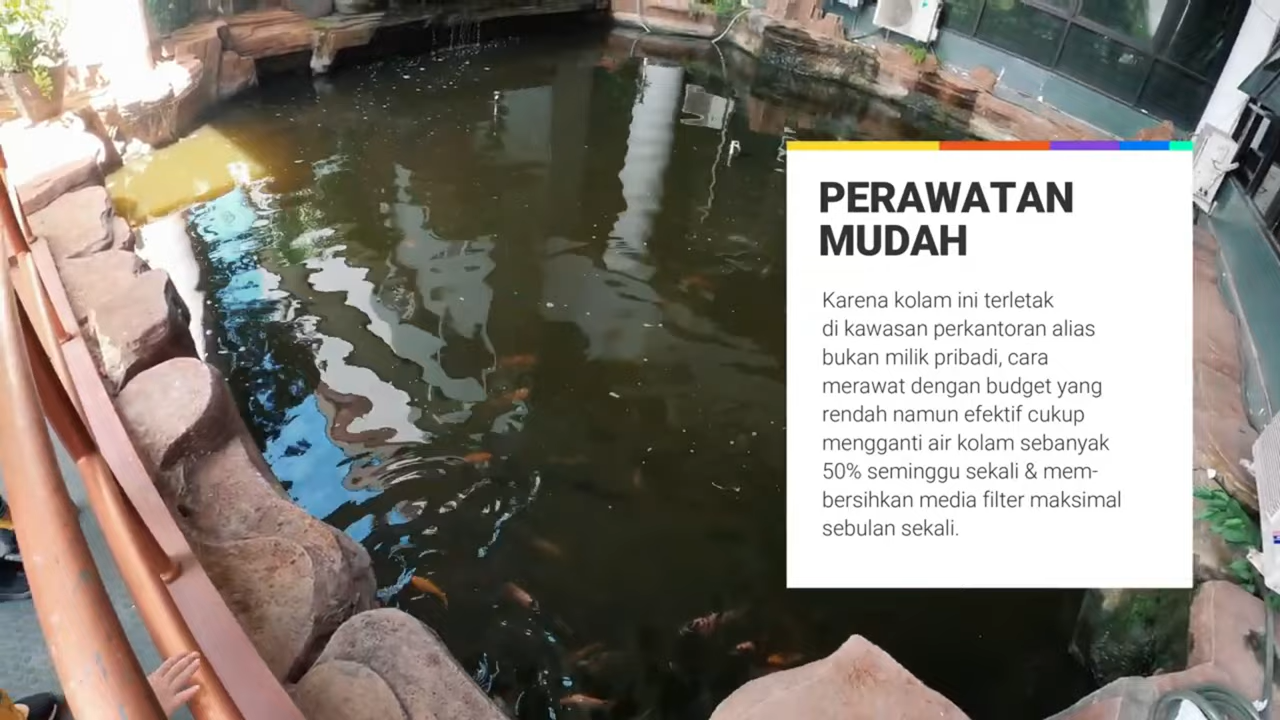 PERAWATAN
MUDAH
Karena kolam ini terletak
di kawasan perkantoran alias
bukan milik pribadi, cara
merawat dengan budget yang
rendah namun efektif cukup
mengganti air kolam sebanyak
50% seminggu sekali & mem-
bersihkan media filter maksimal
sebulan sekali.